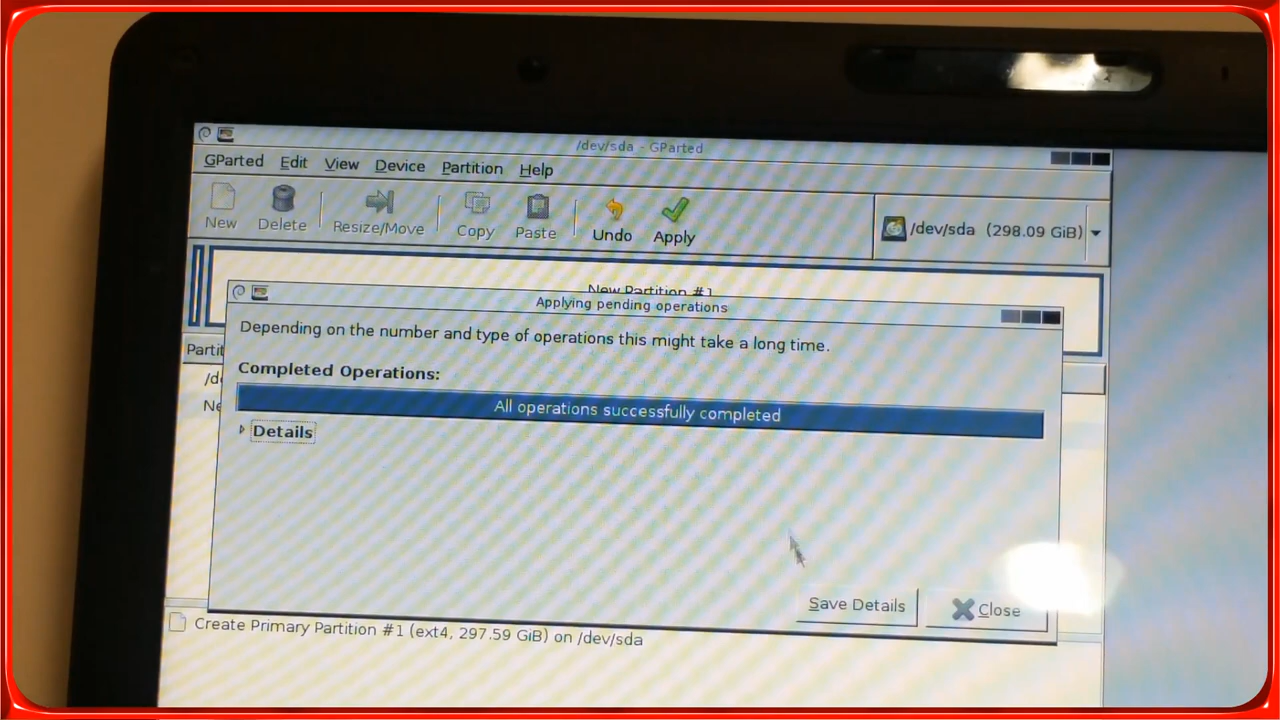 /dev/sda - GParted
GParted Edit View Device Partition Help
New Delete Resize/Move Copy Paste Undo Apply
/dev/sda (298.09 GiB)
New Partition #1
Applying pending operations
Depending on the number and type of operations this might take a long time.
Partit
Completed Operations:
/d
All operations successfully completed
Ne
Details
Save Details Close
Create Primary Partition #1 (ext4, 297.59 GiB) on /dev/sda